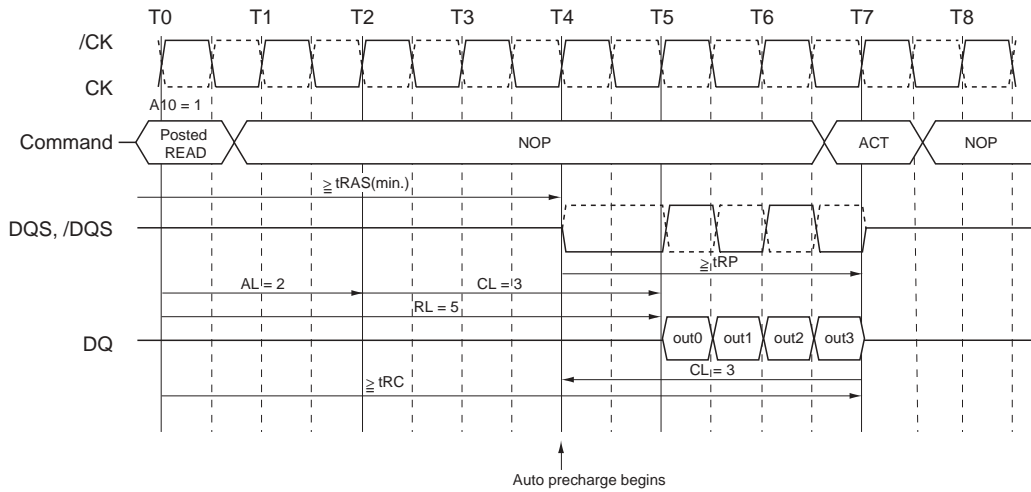 T0 T1 T2 T3 T4 T5 T6 T7 T8
/CK
CK
A10 = 1
Command
Posted
READ
NOP
ACT
NOP
≧ tRAS(min.)
DQS, /DQS
≧ tRP
AL = 2
CL = 3
RL = 5
DQ
out0 out1 out2 out3
CL = 3
≧ tRC
Auto precharge begins